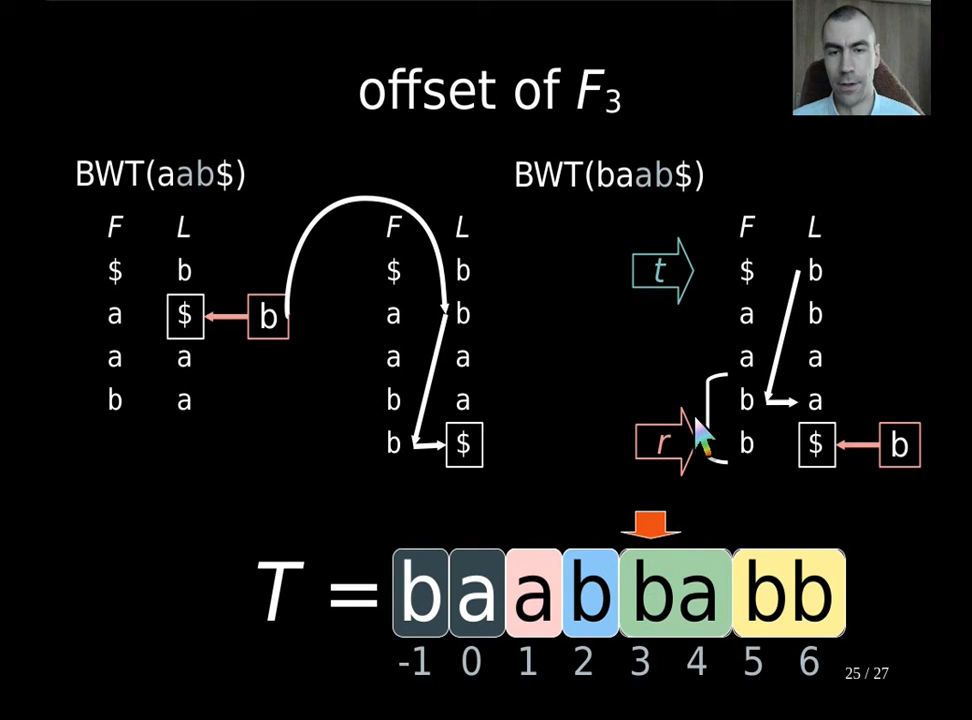 offset of F3
BWT(aab$)
F L
$ b
a $ b
a a
b a
F L
$ b
a b
a a
b a
b $
BWT(baab$)
F L
t $ b
a b
a a
b a
r b $ b
T = b a a b ba bb
-1 0 1 2 3 4 5 6
25 / 27